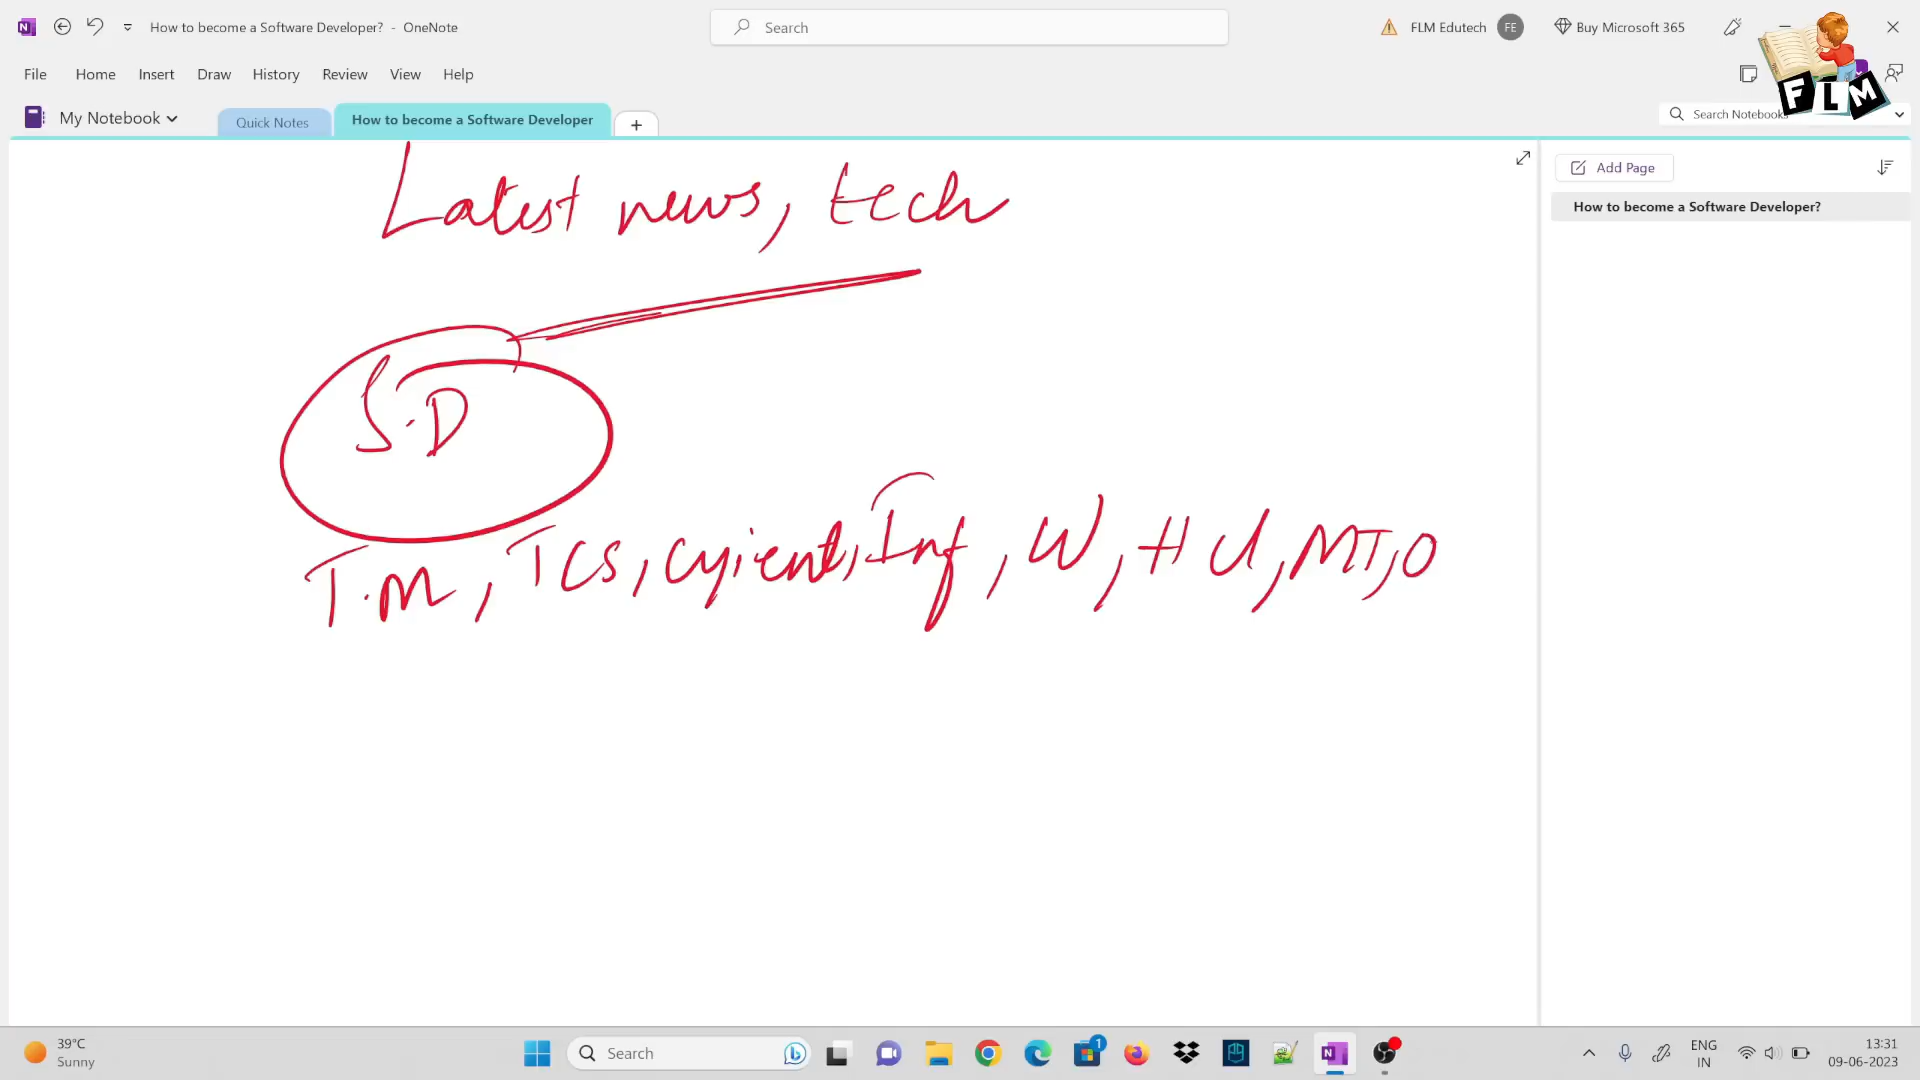 How to become a Software Developer? - OneNote
Search
FLM Edutech FE
Buy Microsoft 365
File Home Insert Draw History Review View Help
FLM
My Notebook
Quick Notes
How to become a Software Developer
+
Search Notebooks
Latest news, tech
Add Page
How to become a Software Developer?
S.D
T.M, TCS, Cyient, Inf, W, HCL, MT, O
39°C
Sunny
Search
1
ENG
IN
13:31
09-06-2023